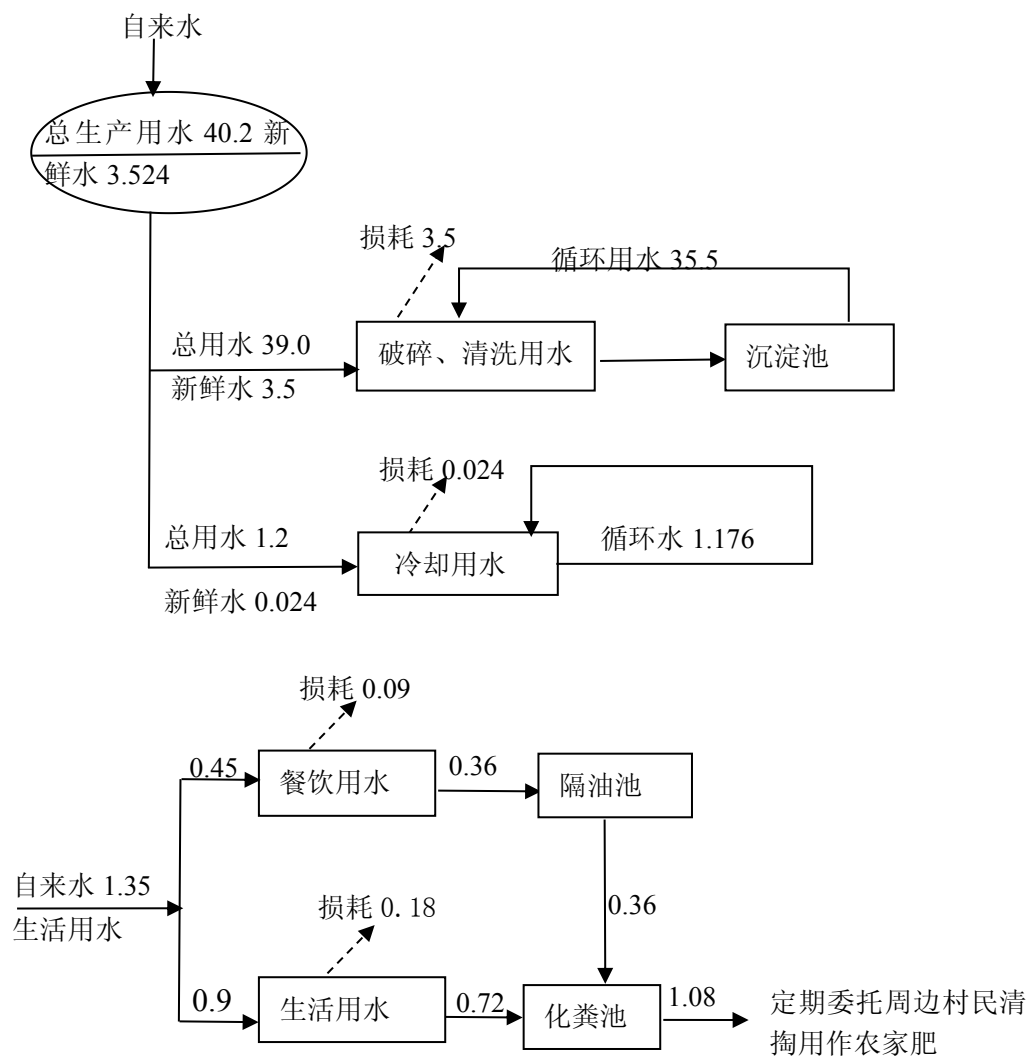 自来水
总生产用水 40.2 新
鲜水 3.524
损耗 3.5
循环用水 35.5
总用水 39.0
新鲜水 3.5
破碎、清洗用水
沉淀池
损耗 0.024
总用水 1.2
新鲜水 0.024
冷却用水
循环水 1.176
损耗 0.09
0.45
餐饮用水
0.36
隔油池
自来水 1.35
生活用水
损耗 0.18
0.36
0.9
生活用水
0.72
化粪池
1.08
定期委托周边村民清
掏用作农家肥